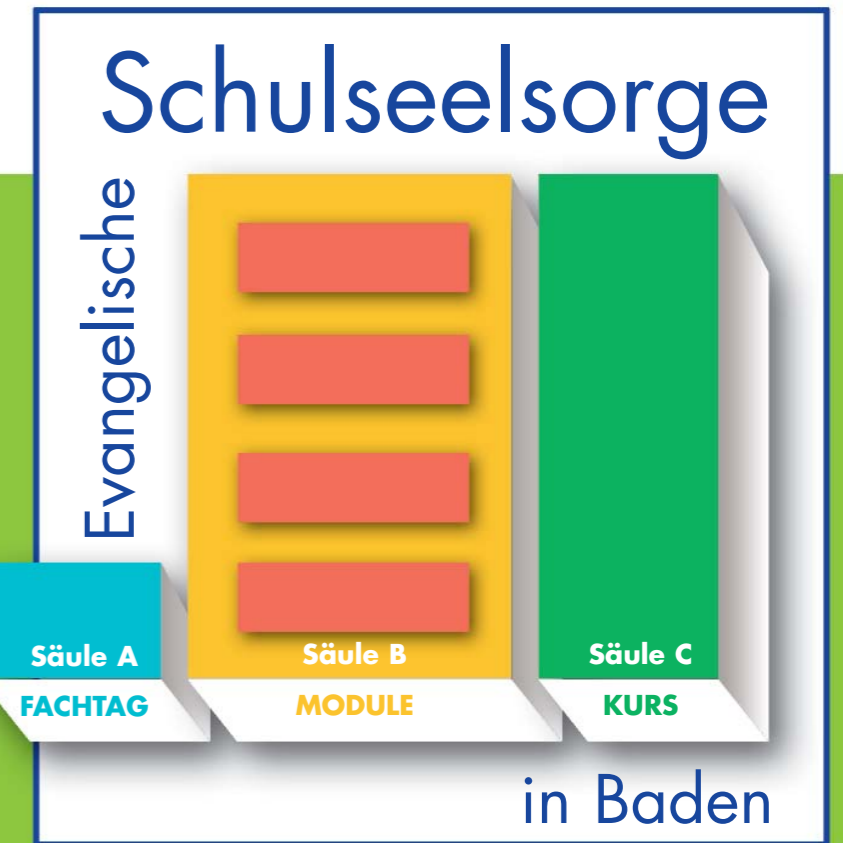 Evangelische
Schulseelsorge
in Baden
Säule A
FACHTAG
Säule B
MODULE
Säule C
KURS